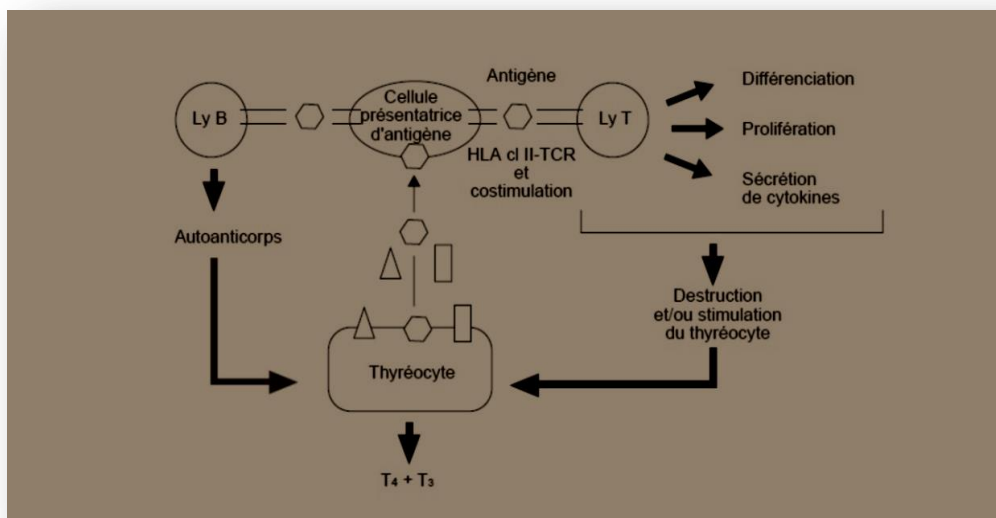 Antigène
Différenciation
Ly B
Cellule
présentatrice
d'antigène
Ly T
Prolifération
HLA cl II-TCR
et
costimulation
Sécrétion
de cytokines
Autoanticorps
Destruction
et/ou stimulation
du thyréocyte
Thyréocyte
T₄ + T₃